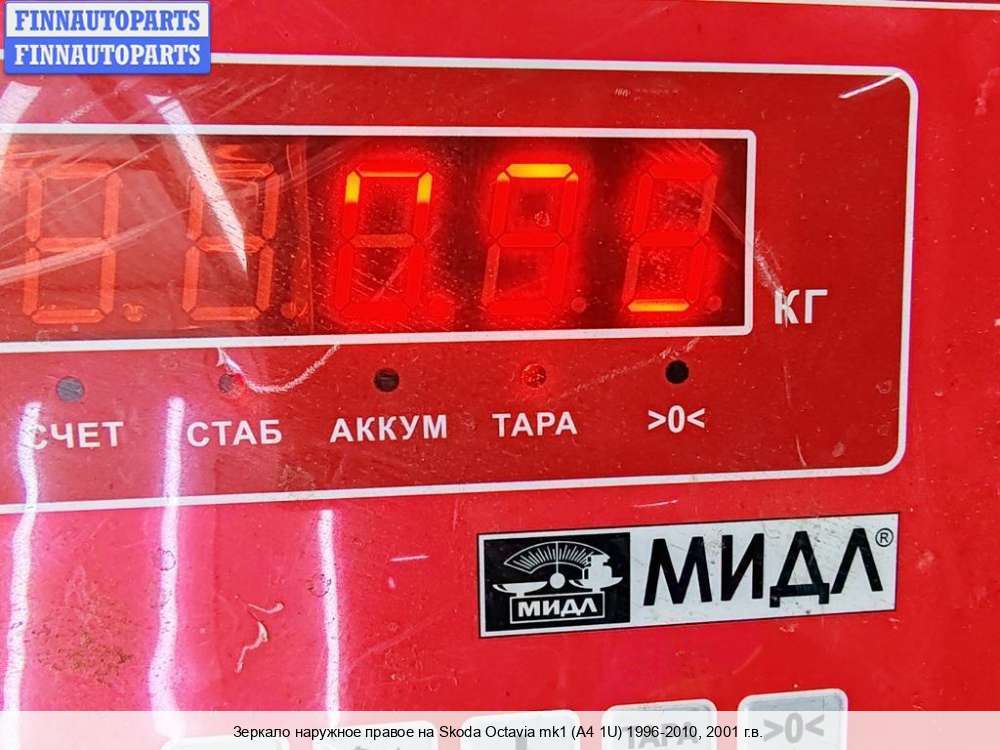 FINNAUTOPARTS
FINNAUTOPARTS
КГ
СЧЕТ СТАБ АККУМ ТАРА >0<
МИДЛ МИДЛ®
ТАРА >0<
Зеркало наружное правое на Skoda Octavia mk1 (A4 1U) 1996-2010, 2001 г.в.